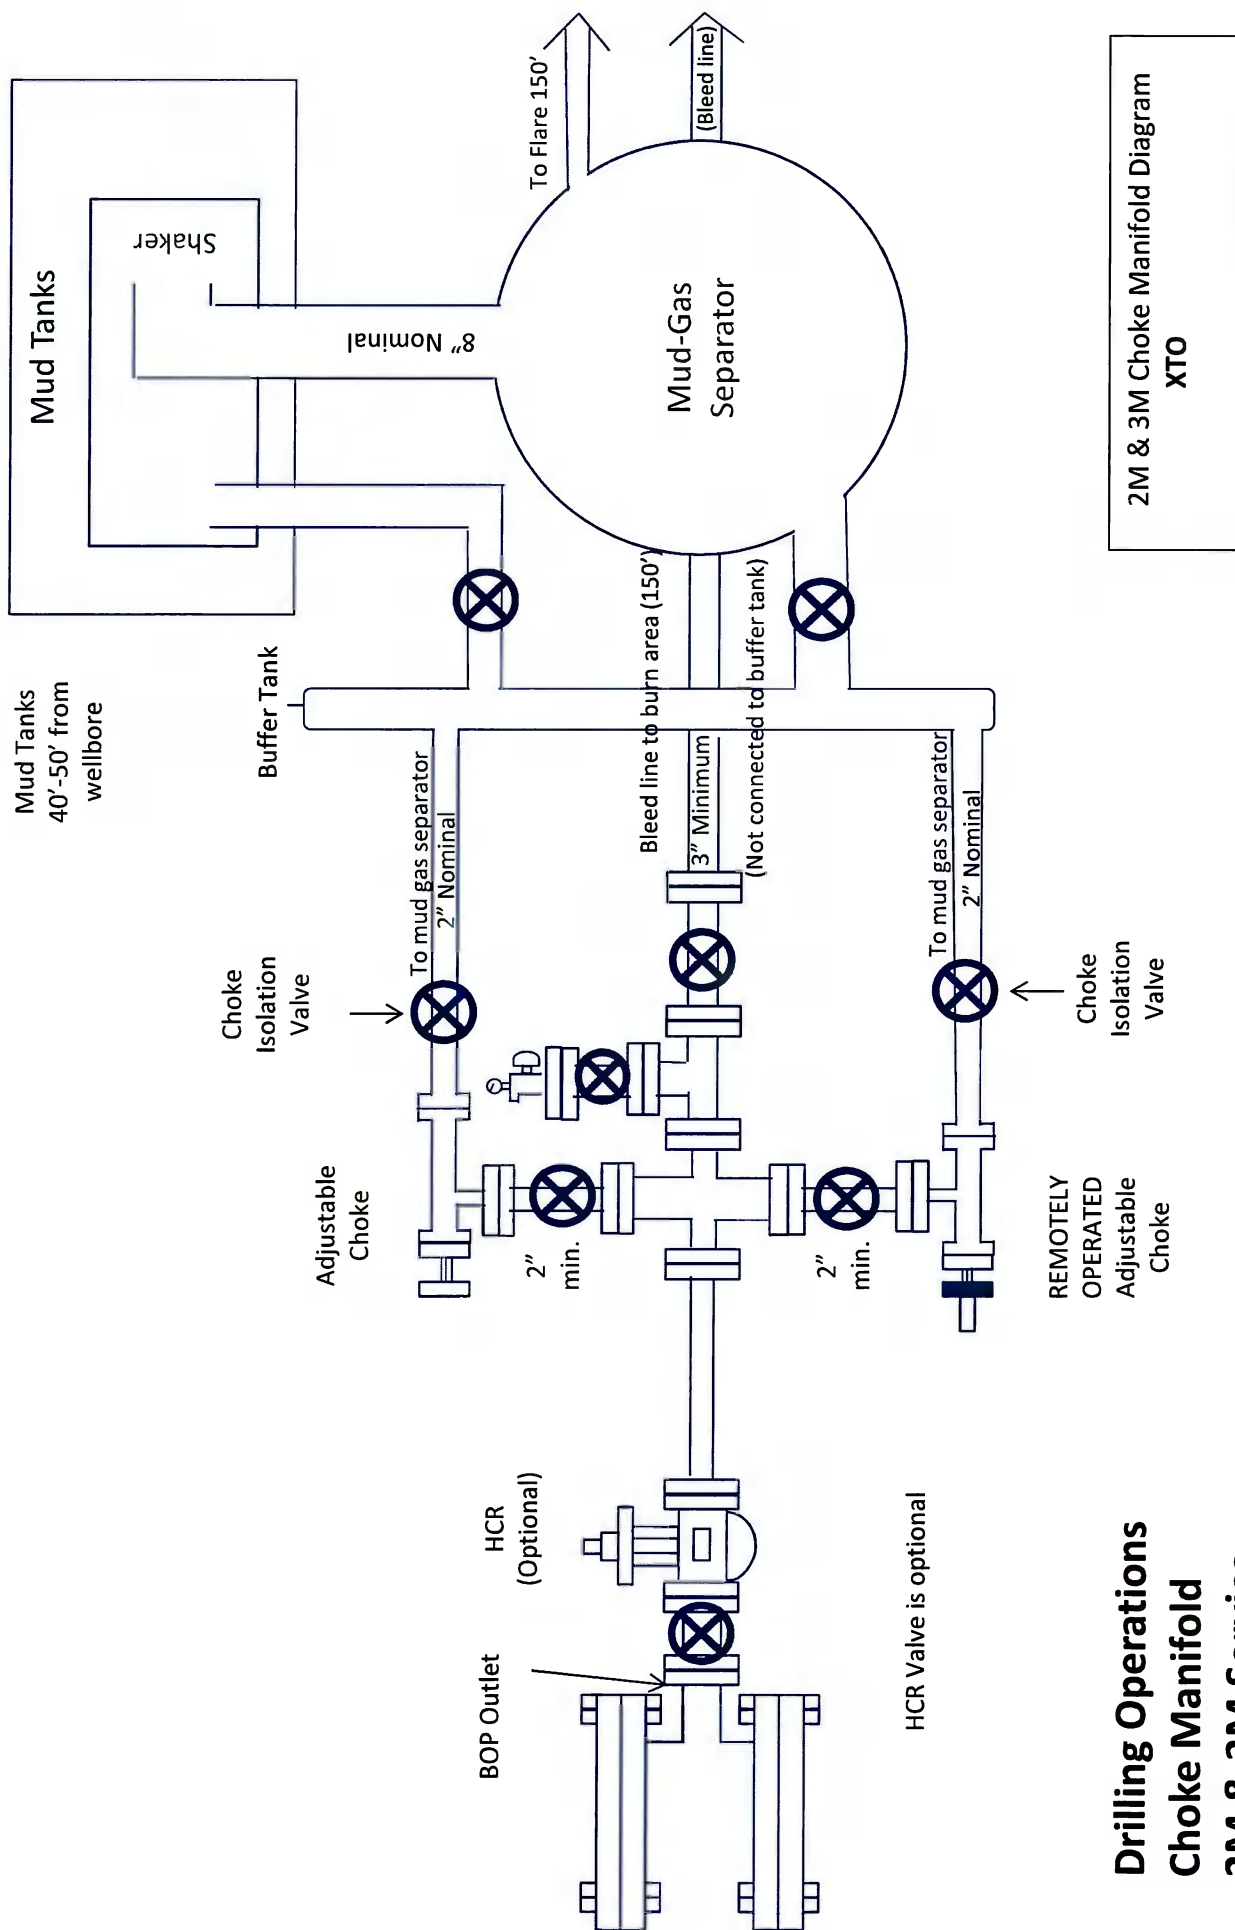 Mud Tanks
40'-50' from
wellbore
Mud Tanks
Shaker
8" Nominal
Buffer Tank
To Flare 150'
(Bleed line)
Mud-Gas
Separator
Choke
Isolation
Valve
To mud gas separator
2" Nominal
Bleed line to burn area (150')
3" Minimum
(Not connected to buffer tank)
To mud gas separator
2" Nominal
Choke
Isolation
Valve
Adjustable
Choke
2"
min.
2"
min.
REMOTELY
OPERATED
Adjustable
Choke
HCR
(Optional)
BOP Outlet
HCR Valve is optional
Drilling Operations
Choke Manifold
2M & 3M Service
2M & 3M Choke Manifold Diagram
XTO